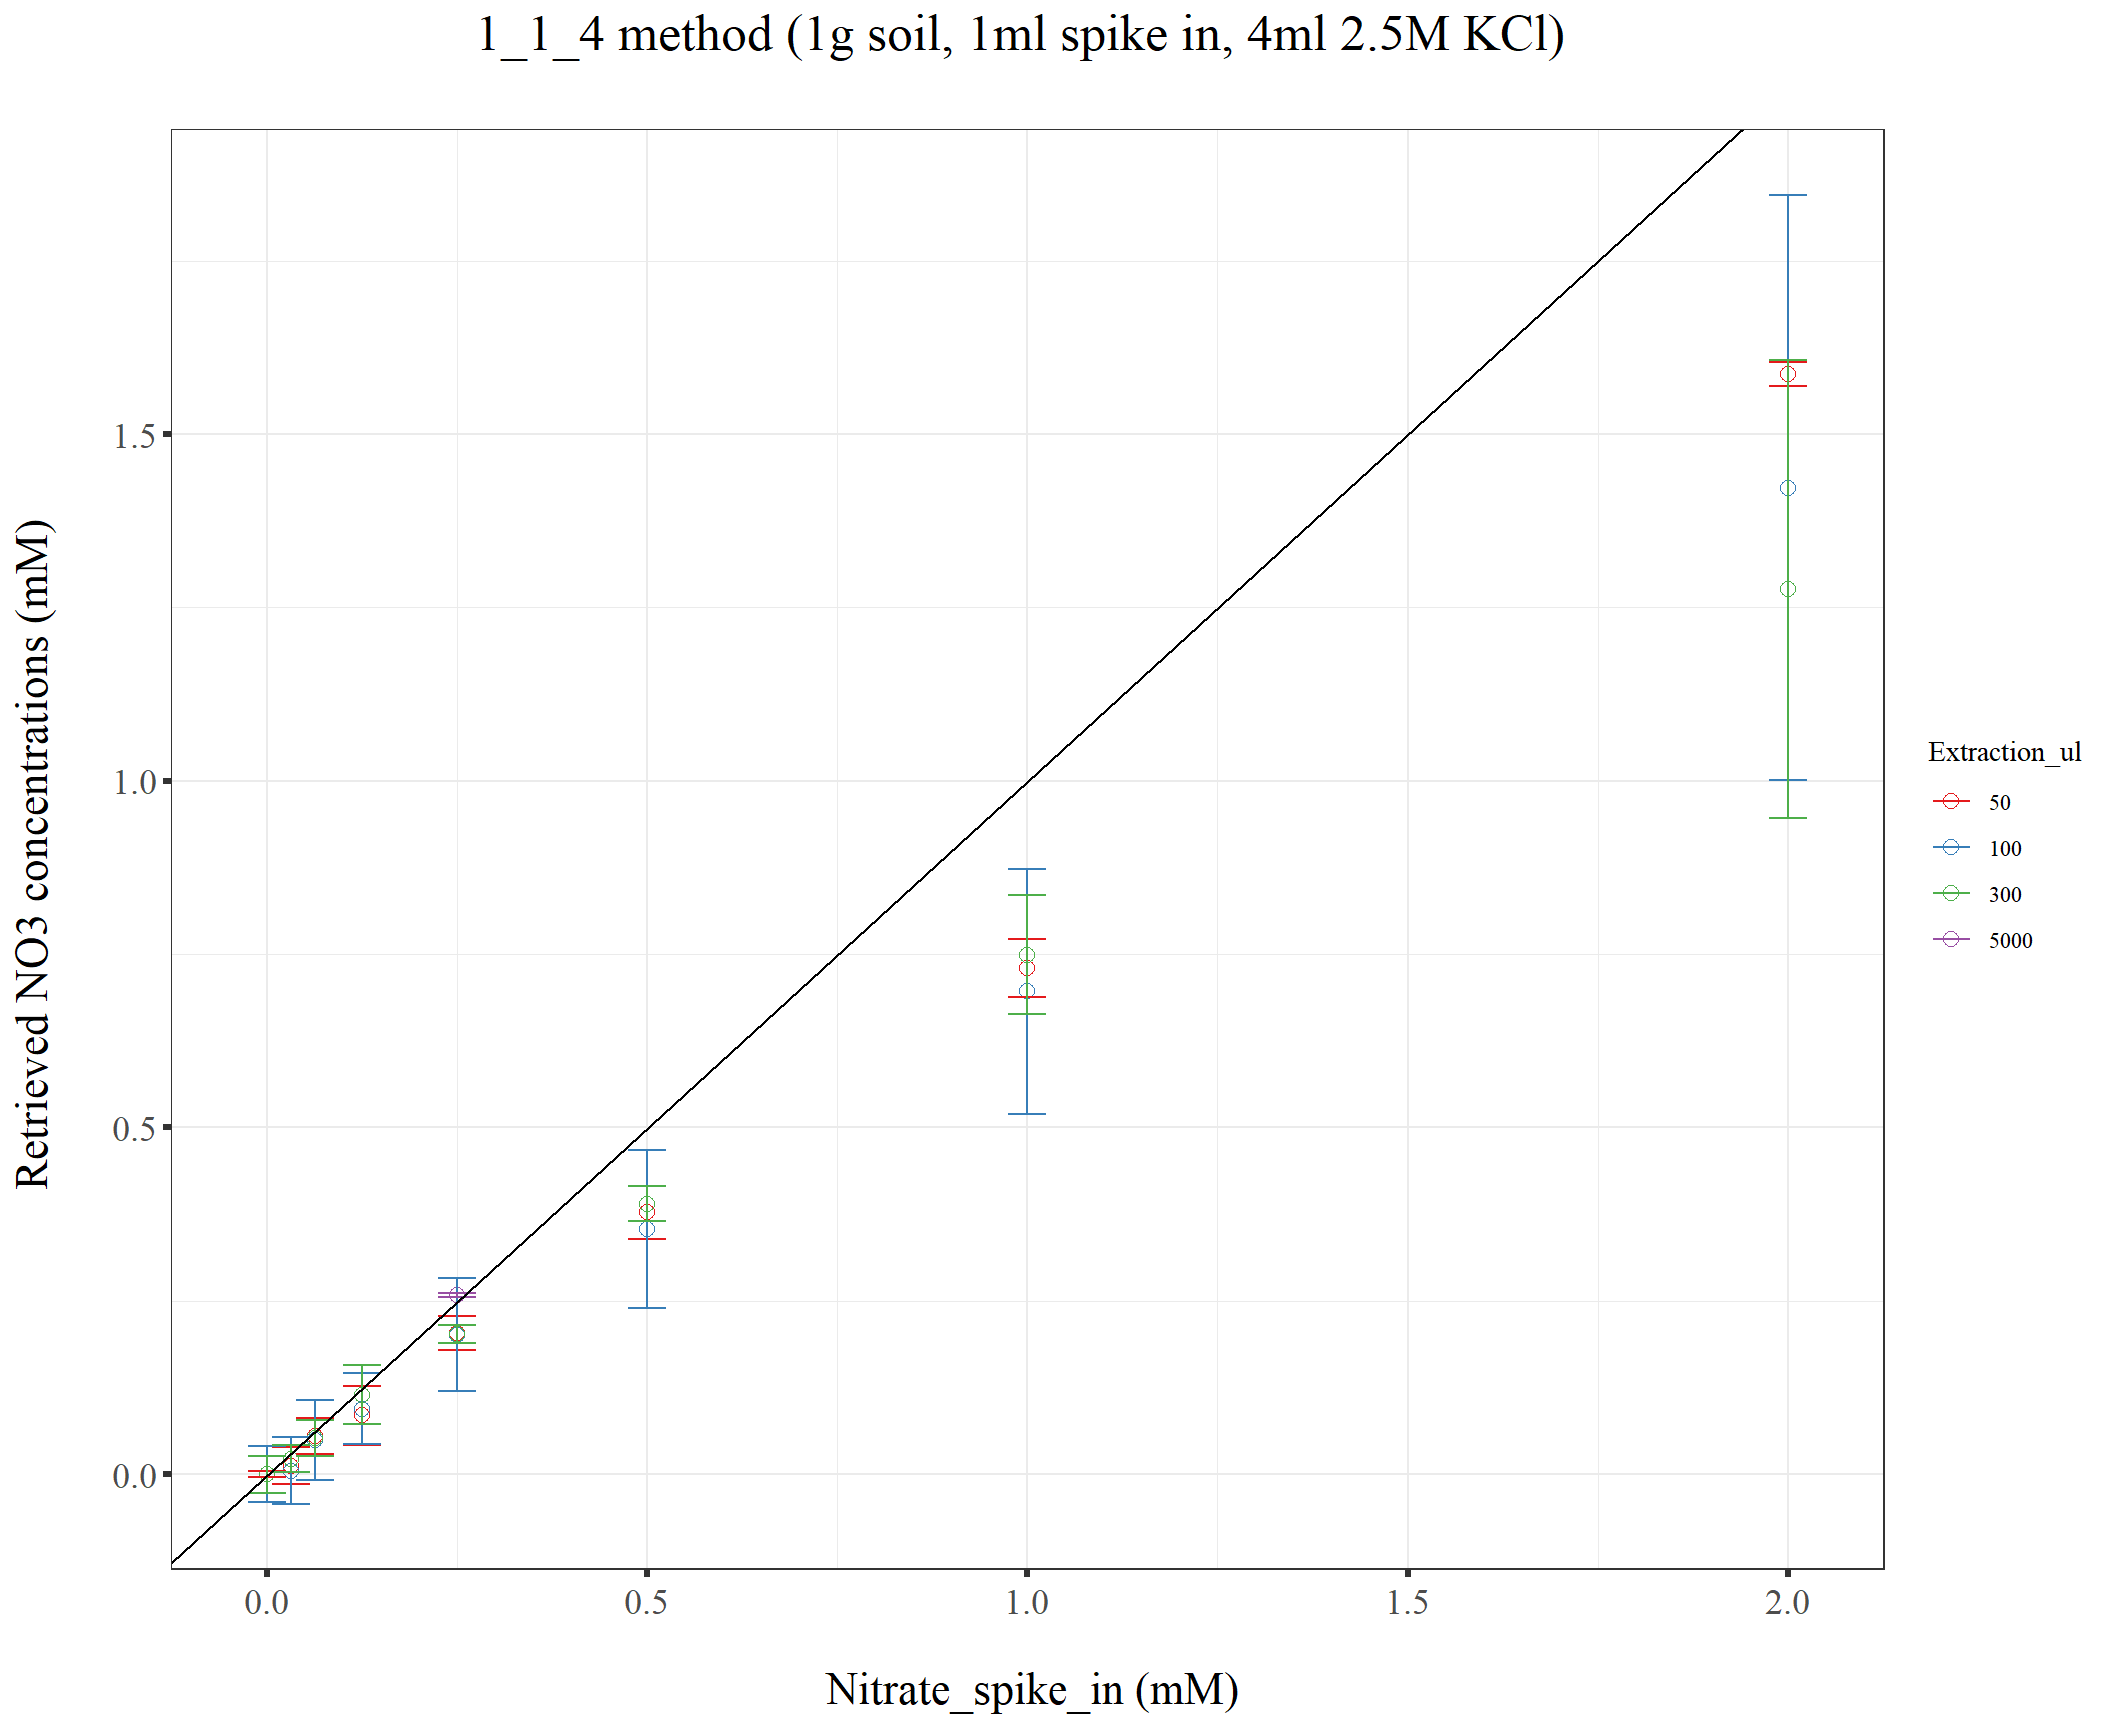 1_1_4 method (1g soil, 1ml spike in, 4ml 2.5M KCl)
Retrieved NO3 concentrations (mM)
1.5
1.0
0.5
0.0
0.0 0.5 1.0 1.5 2.0
Nitrate_spike_in (mM)
Extraction_ul
50
100
300
5000